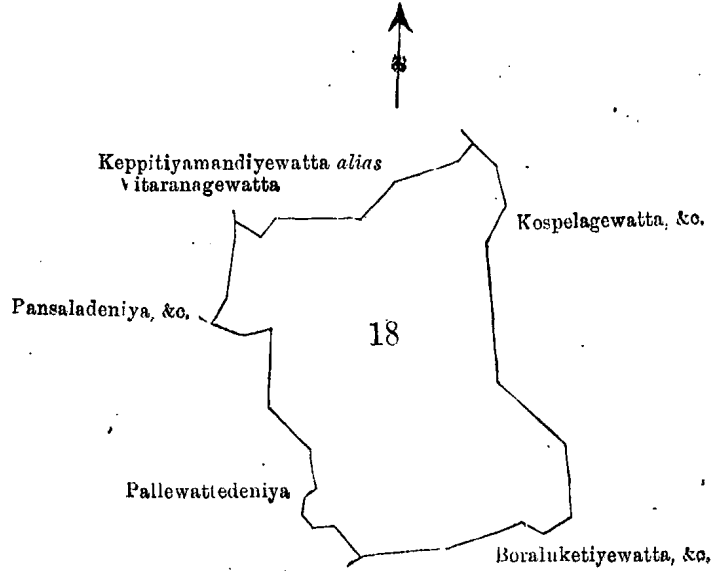 Keppitiyamandiyewatta alias
Vitaranagewatta
Kospelagewatta, &c.
Pansaladeniya, &c.
18
Pallewattedeniya
Boraluketiyewatta, &c.